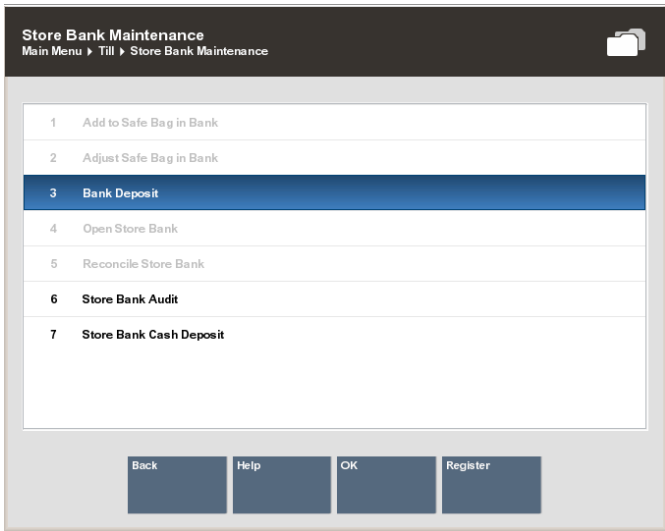 Store Bank Maintenance
Main Menu ▸ Till ▸ Store Bank Maintenance
1 Add to Safe Bag in Bank
2 Adjust Safe Bag in Bank
3 Bank Deposit
4 Open Store Bank
5 Reconcile Store Bank
6 Store Bank Audit
7 Store Bank Cash Deposit
Back Help OK Register